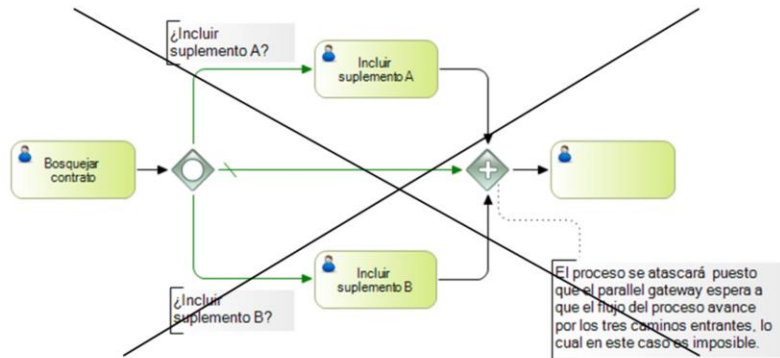 ¿Incluir
suplemento A?
Incluir
suplemento A
Bosquejar
contrato
Incluir
suplemento B
¿Incluir
suplemento B?
El proceso se atascará puesto
que el parallel gateway espera a
que el flujo del proceso avance
por los tres caminos entrantes, lo
cual en este caso es imposible.